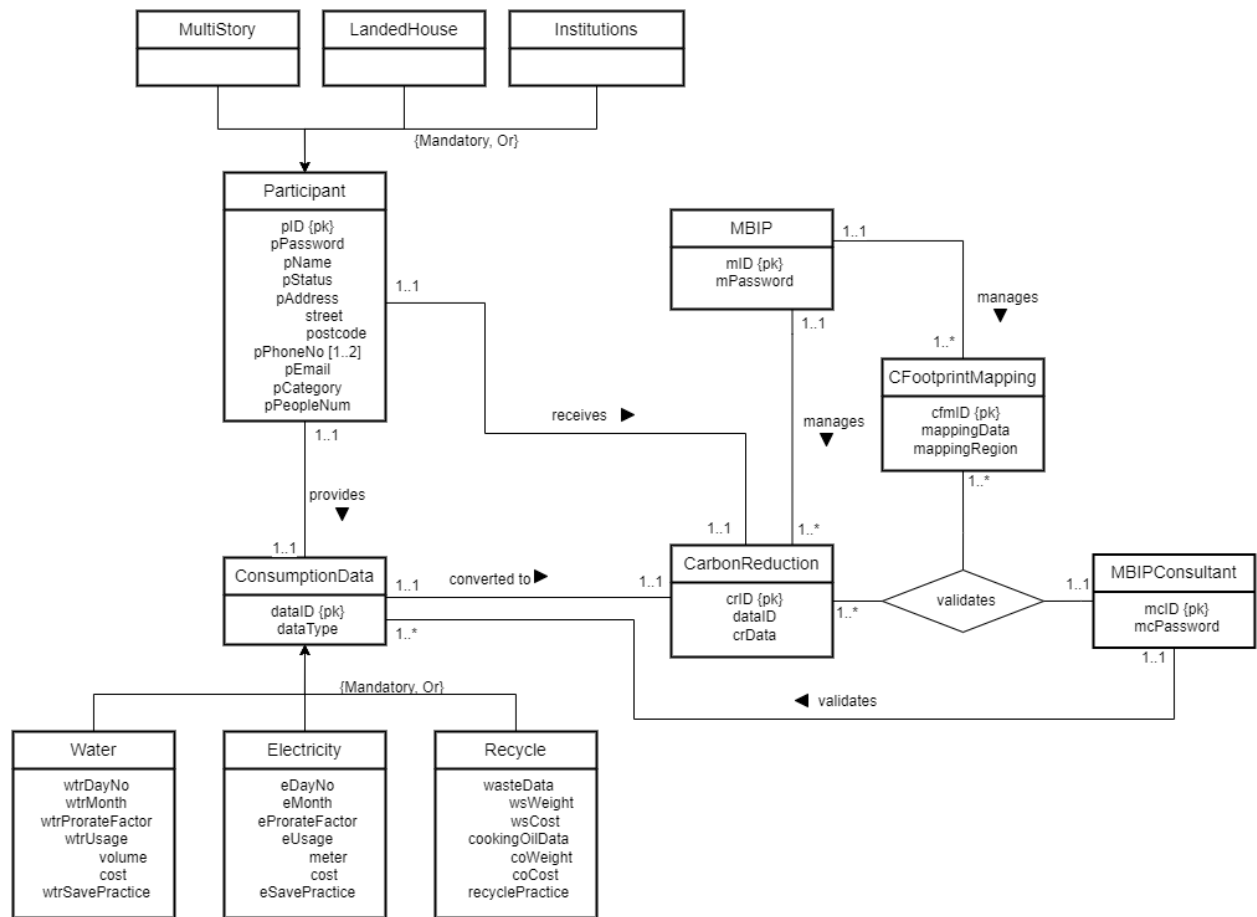 MultiStory
LandedHouse
Institutions
{Mandatory, Or}
Participant
pID {pk}
pPassword
pName
pStatus
pAddress
street
postcode
pPhoneNo [1..2]
pEmail
pCategory
pPeopleNum
1..1
1..1
receives
provides
1..1
1..1
MBIP
mID {pk}
mPassword
1..1
1..1
manages
manages
1..*
1..*
CFootprintMapping
cfmID {pk}
mappingData
mappingRegion
1..*
ConsumptionData
dataID {pk}
dataType
1..1
converted to
1..1
1..*
CarbonReduction
crID {pk}
dataID
crData
1..*
validates
1..1
MBIPConsultant
mcID {pk}
mcPassword
1..1
validates
{Mandatory, Or}
Water
wtrDayNo
wtrMonth
wtrProrateFactor
wtrUsage
volume
cost
wtrSavePractice
Electricity
eDayNo
eMonth
eProrateFactor
eUsage
meter
cost
eSavePractice
Recycle
wasteData
wsWeight
wsCost
cookingOilData
coWeight
coCost
recyclePractice